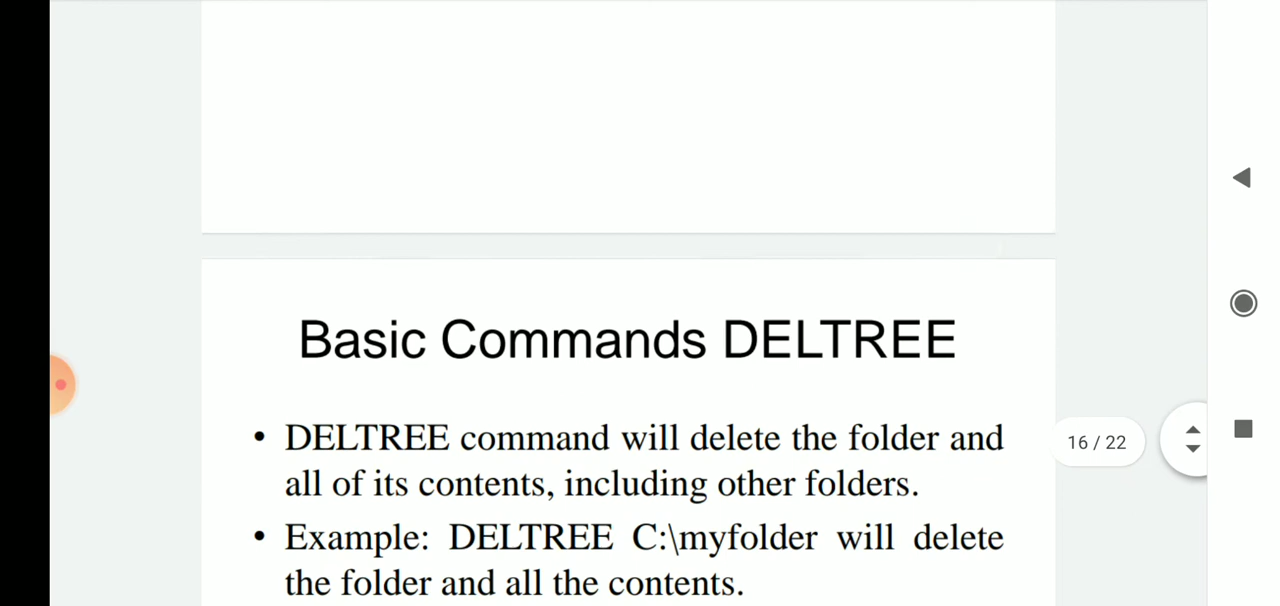 Basic Commands DELTREE
• DELTREE command will delete the folder and
all of its contents, including other folders.
16 / 22
• Example: DELTREE C:\myfolder will delete
the folder and all the contents.